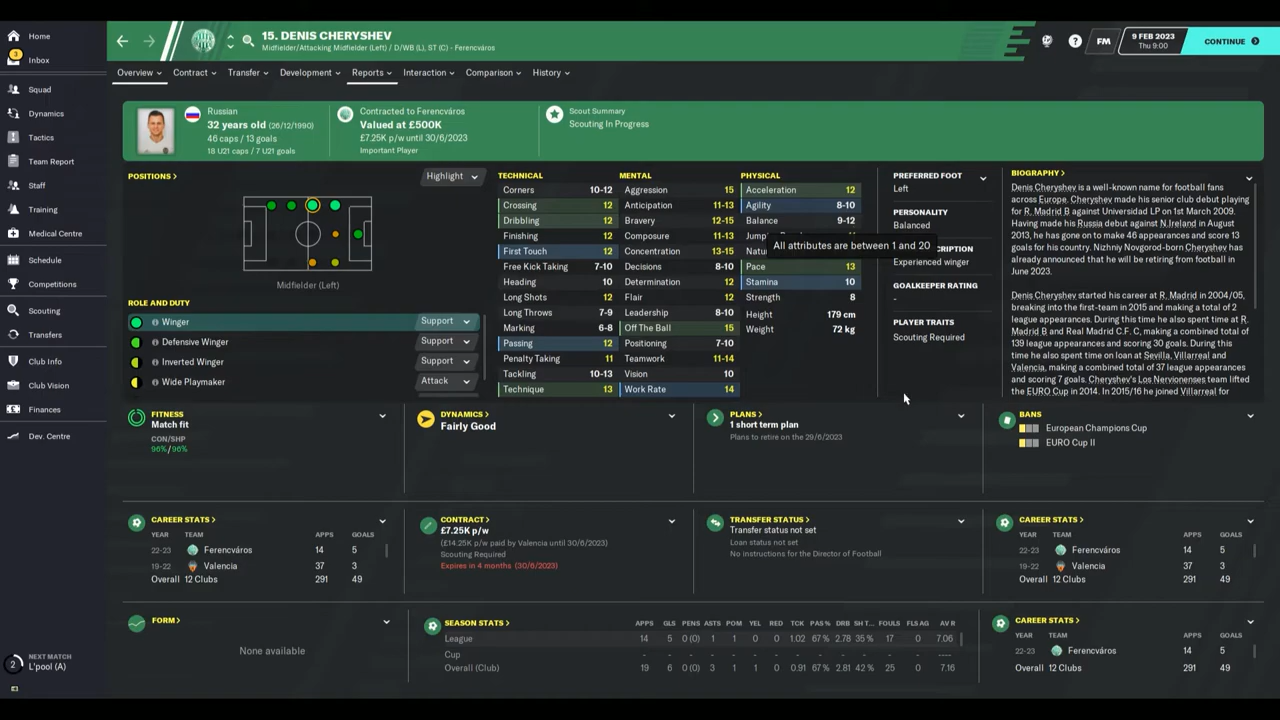 Home
3
Inbox
Squad
Dynamics
Tactics
Team Report
Staff
Training
Medical Centre
Schedule
Competitions
Scouting
Transfers
Club Info
Club Vision
Finances
Dev. Centre
2
NEXT MATCH
L'pool (A)
15. DENIS CHERYSHEV
Midfielder/Attacking Midfielder (Left) / D/WB (L), ST (C) - Ferencváros
?
FM
9 FEB 2023
Thu 9:00
CONTINUE
Overview
Contract
Transfer
Development
Reports
Interaction
Comparison
History
Russian
32 years old (26/12/1990)
46 caps / 13 goals
18 U21 caps / 7 U21 goals
Contracted to Ferencváros
Valued at £500K
£7.25K p/w until 30/6/2023
Important Player
Scout Summary
Scouting In Progress
POSITIONS >
Highlight
Midfielder (Left)
ROLE AND DUTY
Winger Support
Defensive Winger Support
Inverted Winger Support
Wide Playmaker Attack
TECHNICAL
Corners 10-12
Crossing 12
Dribbling 12
Finishing 12
First Touch 12
Free Kick Taking 7-10
Heading 10
Long Shots 12
Long Throws 7-9
Marking 6-8
Passing 12
Penalty Taking 11
Tackling 10-13
Technique 13
MENTAL
Aggression 15
Anticipation 11-13
Bravery 12-15
Composure 11-13
Concentration 13-15
Decisions 8-10
Determination 12
Flair 12
Leadership 8-10
Off The Ball 15
Positioning 7-10
Teamwork 11-14
Vision 10
Work Rate 14
PHYSICAL
Acceleration 12
Agility 8-10
Balance 9-12
Jump
All attributes are between 1 and 20
Natu
Pace 13
Stamina 10
Strength 8
Height 179 cm
Weight 72 kg
PREFERRED FOOT
Left
PERSONALITY
Balanced
CRIPTION
Experienced winger
GOALKEEPER RATING
-
PLAYER TRAITS
Scouting Required
BIOGRAPHY >
Denis Cheryshev is a well-known name for football fans
across Europe. Cheryshev made his senior club debut playing
for R. Madrid B against Universidad LP on 1st March 2009.
Having made his Russia debut against N.Ireland in August
2013, he has gone on to make 46 appearances and score 13
goals for his country. Nizhniy Novgorod-born Cheryshev has
already announced that he will be retiring from football in
June 2023.
Denis Cheryshev started his career at R. Madrid in 2004/05,
breaking into the first-team in 2015 and making a total of 2
league appearances. During this time he also spent time at R.
Madrid B and Real Madrid C.F. C, making a combined total of
139 league appearances and scoring 30 goals. During this
time he also spent time on loan at Sevilla, Villarreal and
Valencia, making a combined total of 37 league appearances
and scoring 7 goals. Cheryshev's Los Nervionenses team lifted
the EURO Cup in 2014. In 2015/16 he joined Villarreal for
FITNESS
Match fit
CON/SHP
96%/96%
DYNAMICS >
Fairly Good
PLANS >
1 short term plan
Plans to retire on the 29/6/2023
BANS
European Champions Cup
EURO Cup II
CAREER STATS >
YEAR TEAM APPS GOALS
22-23 Ferencváros 14 5
19-22 Valencia 37 3
Overall 12 Clubs 291 49
CONTRACT >
£7.25K p/w
(£14.25K p/w paid by Valencia until 30/6/2023)
Scouting Required
Expires in 4 months (30/6/2023)
TRANSFER STATUS >
Transfer status not set
Loan status not set
No instructions for the Director of Football
CAREER STATS >
YEAR TEAM APPS GOALS
22-23 Ferencváros 14 5
19-22 Valencia 37 3
Overall 12 Clubs 291 49
FORM >
None available
SEASON STATS > APPS GLS PENS ASTS POM YEL RED TCK PAS % DRB SH T... FOULS FLS AG AV R
League 14 5 0 (0) 1 1 0 0 1.02 67 % 2.78 35 % 17 0 7.06
Cup - - - - - - - - - - - - - ----
Overall (Club) 19 6 0 (0) 3 1 1 0 0.91 67 % 2.81 42 % 25 0 7.16
CAREER STATS >
YEAR TEAM APPS GOALS
22-23 Ferencváros 14 5
Overall 12 Clubs 291 49